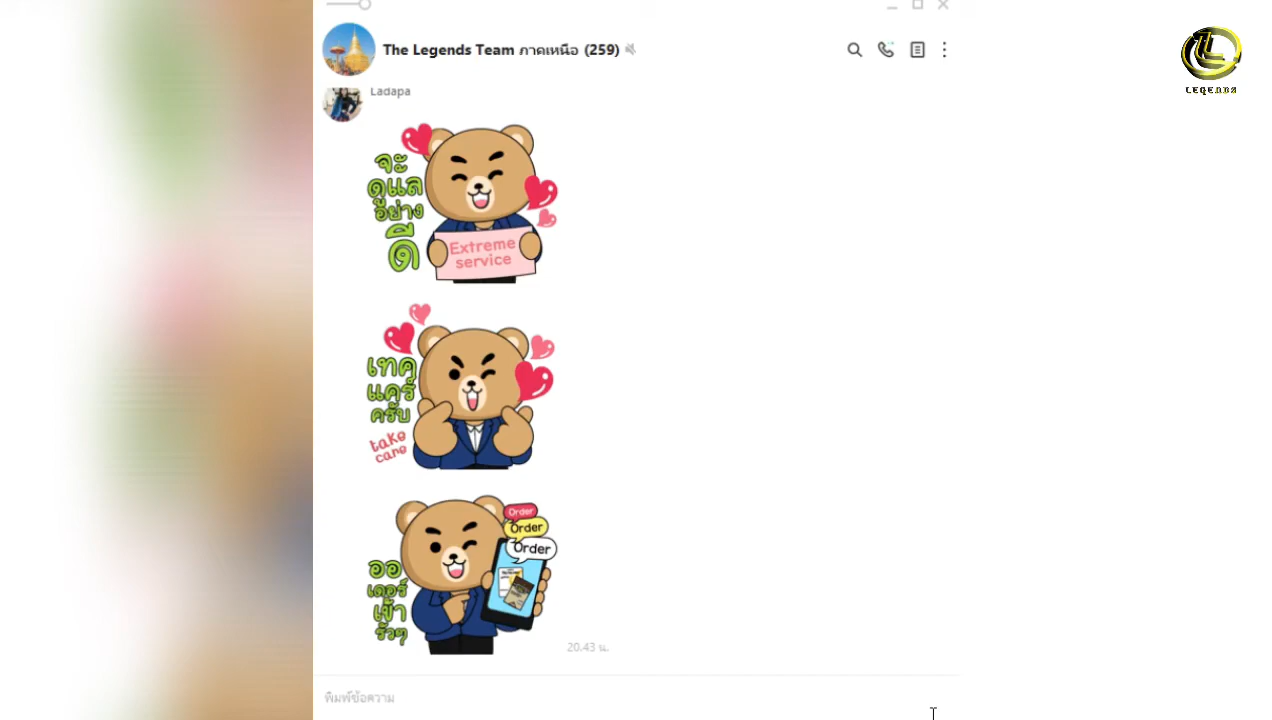 The Legends Team ภาคเหนือ (259)
Ladapa
จะ
ดูแล
อย่าง
ดี
Extreme
service
เทค
แคร์
ครับ
take
care
Order
Order
Order
ออ
เดอร์
เข้า
รัวๆ
20.43 น.
พิมพ์ข้อความ
LL
LEGENDS